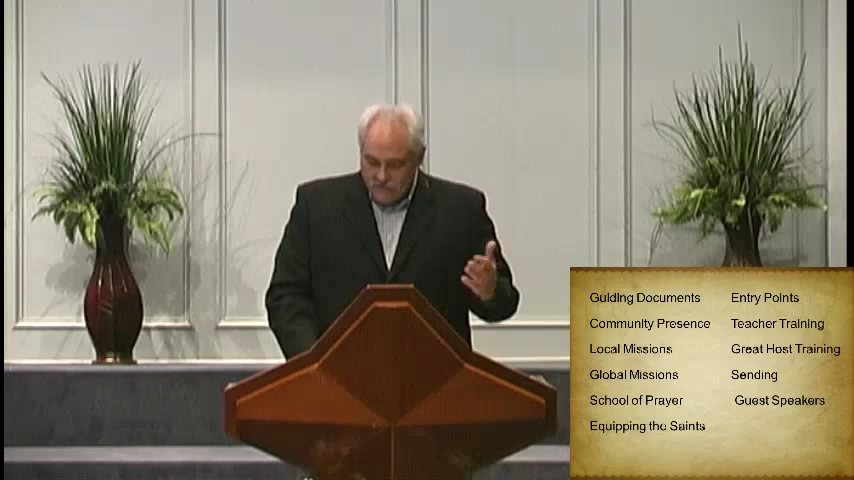 Guiding Documents
Community Presence
Local Missions
Global Missions
School of Prayer
Equipping the Saints
Entry Points
Teacher Training
Great Host Training
Sending
Guest Speakers